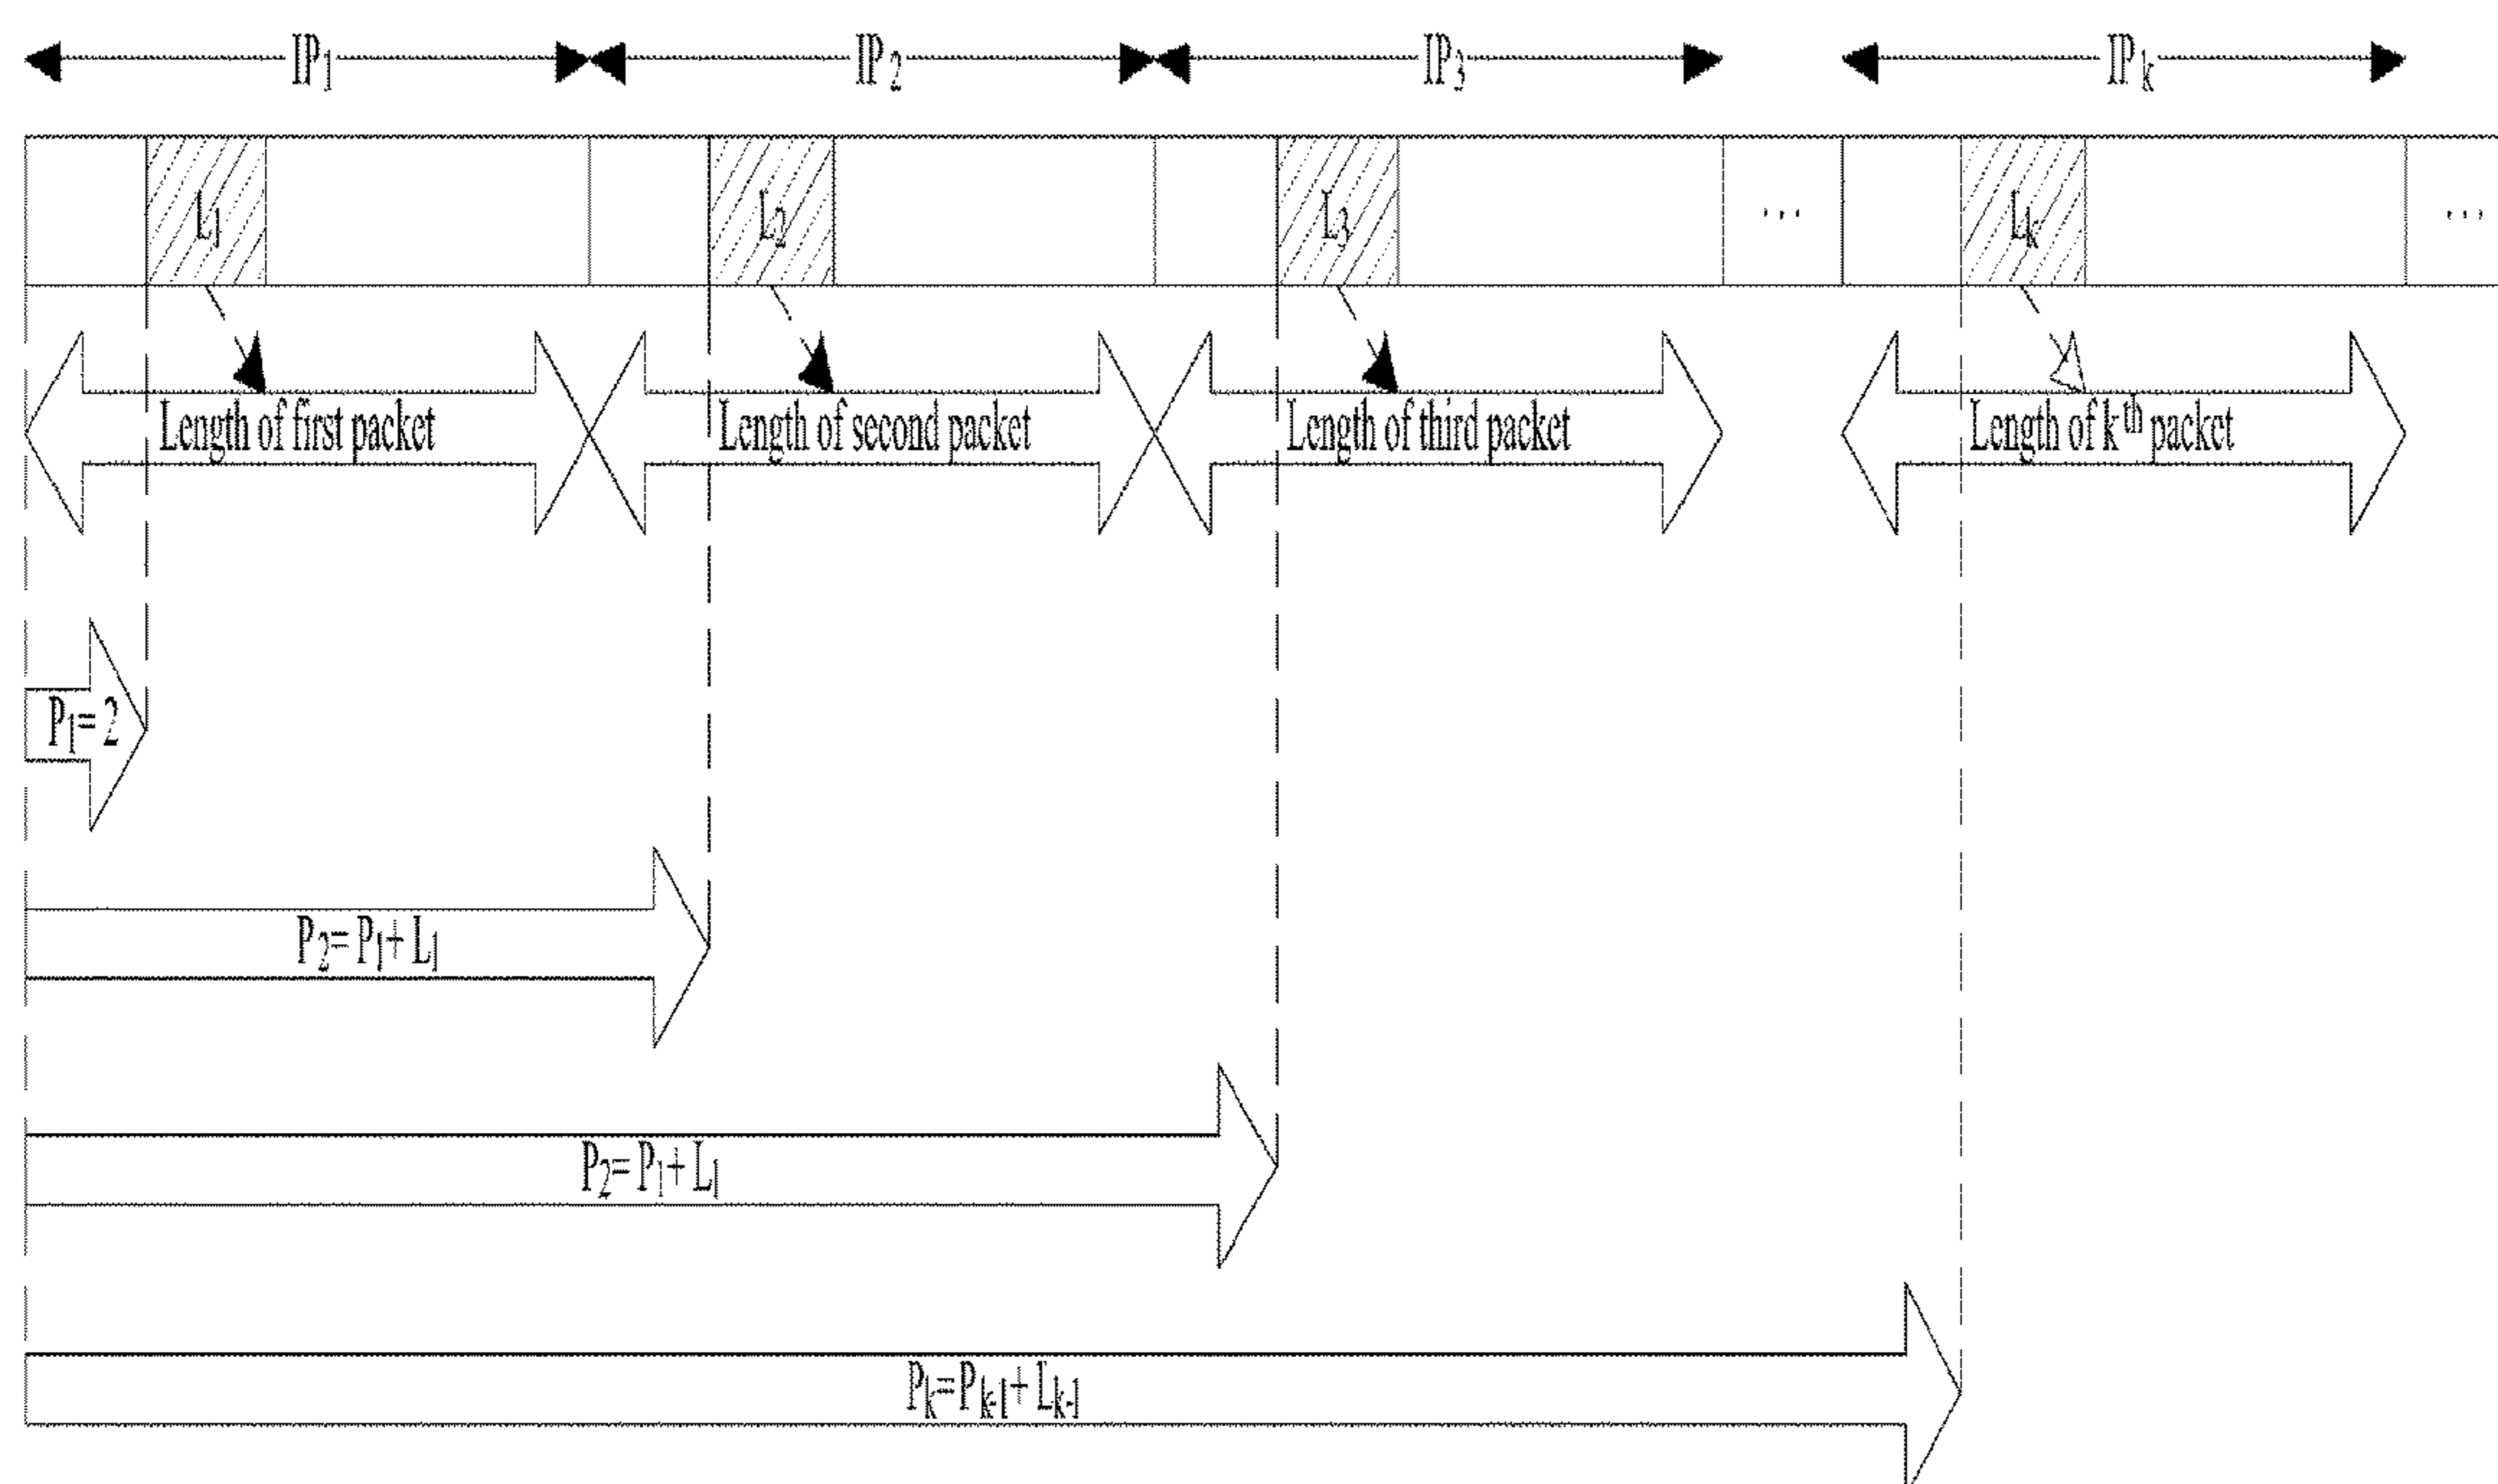 IP1 IP2 IP3 IPk
L1 L2 L3 ... Lk ...
Length of first packet Length of second packet Length of third packet Length of kth packet
P1= 2
P2= P1+ L1
P2= P1+ L1
Pk= Pk-1+ Lk-1